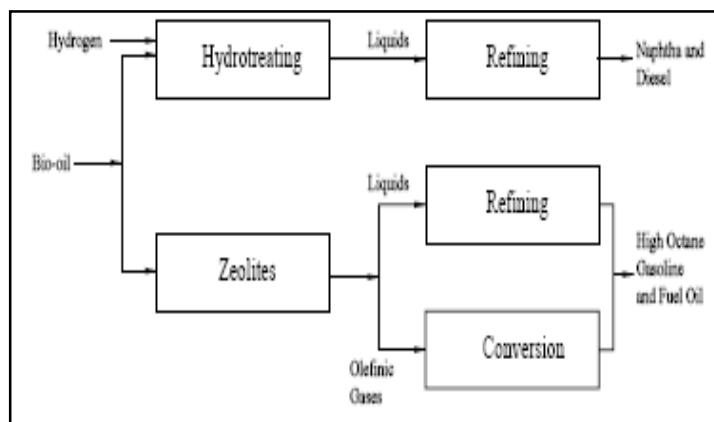 Hydrogen
Hydrotreating
Liquids
Refining
Naphtha and
Diesel
Bio-oil
Zeolites
Liquids
Refining
Olefinic
Gases
Conversion
High Octane
Gasoline
and Fuel Oil